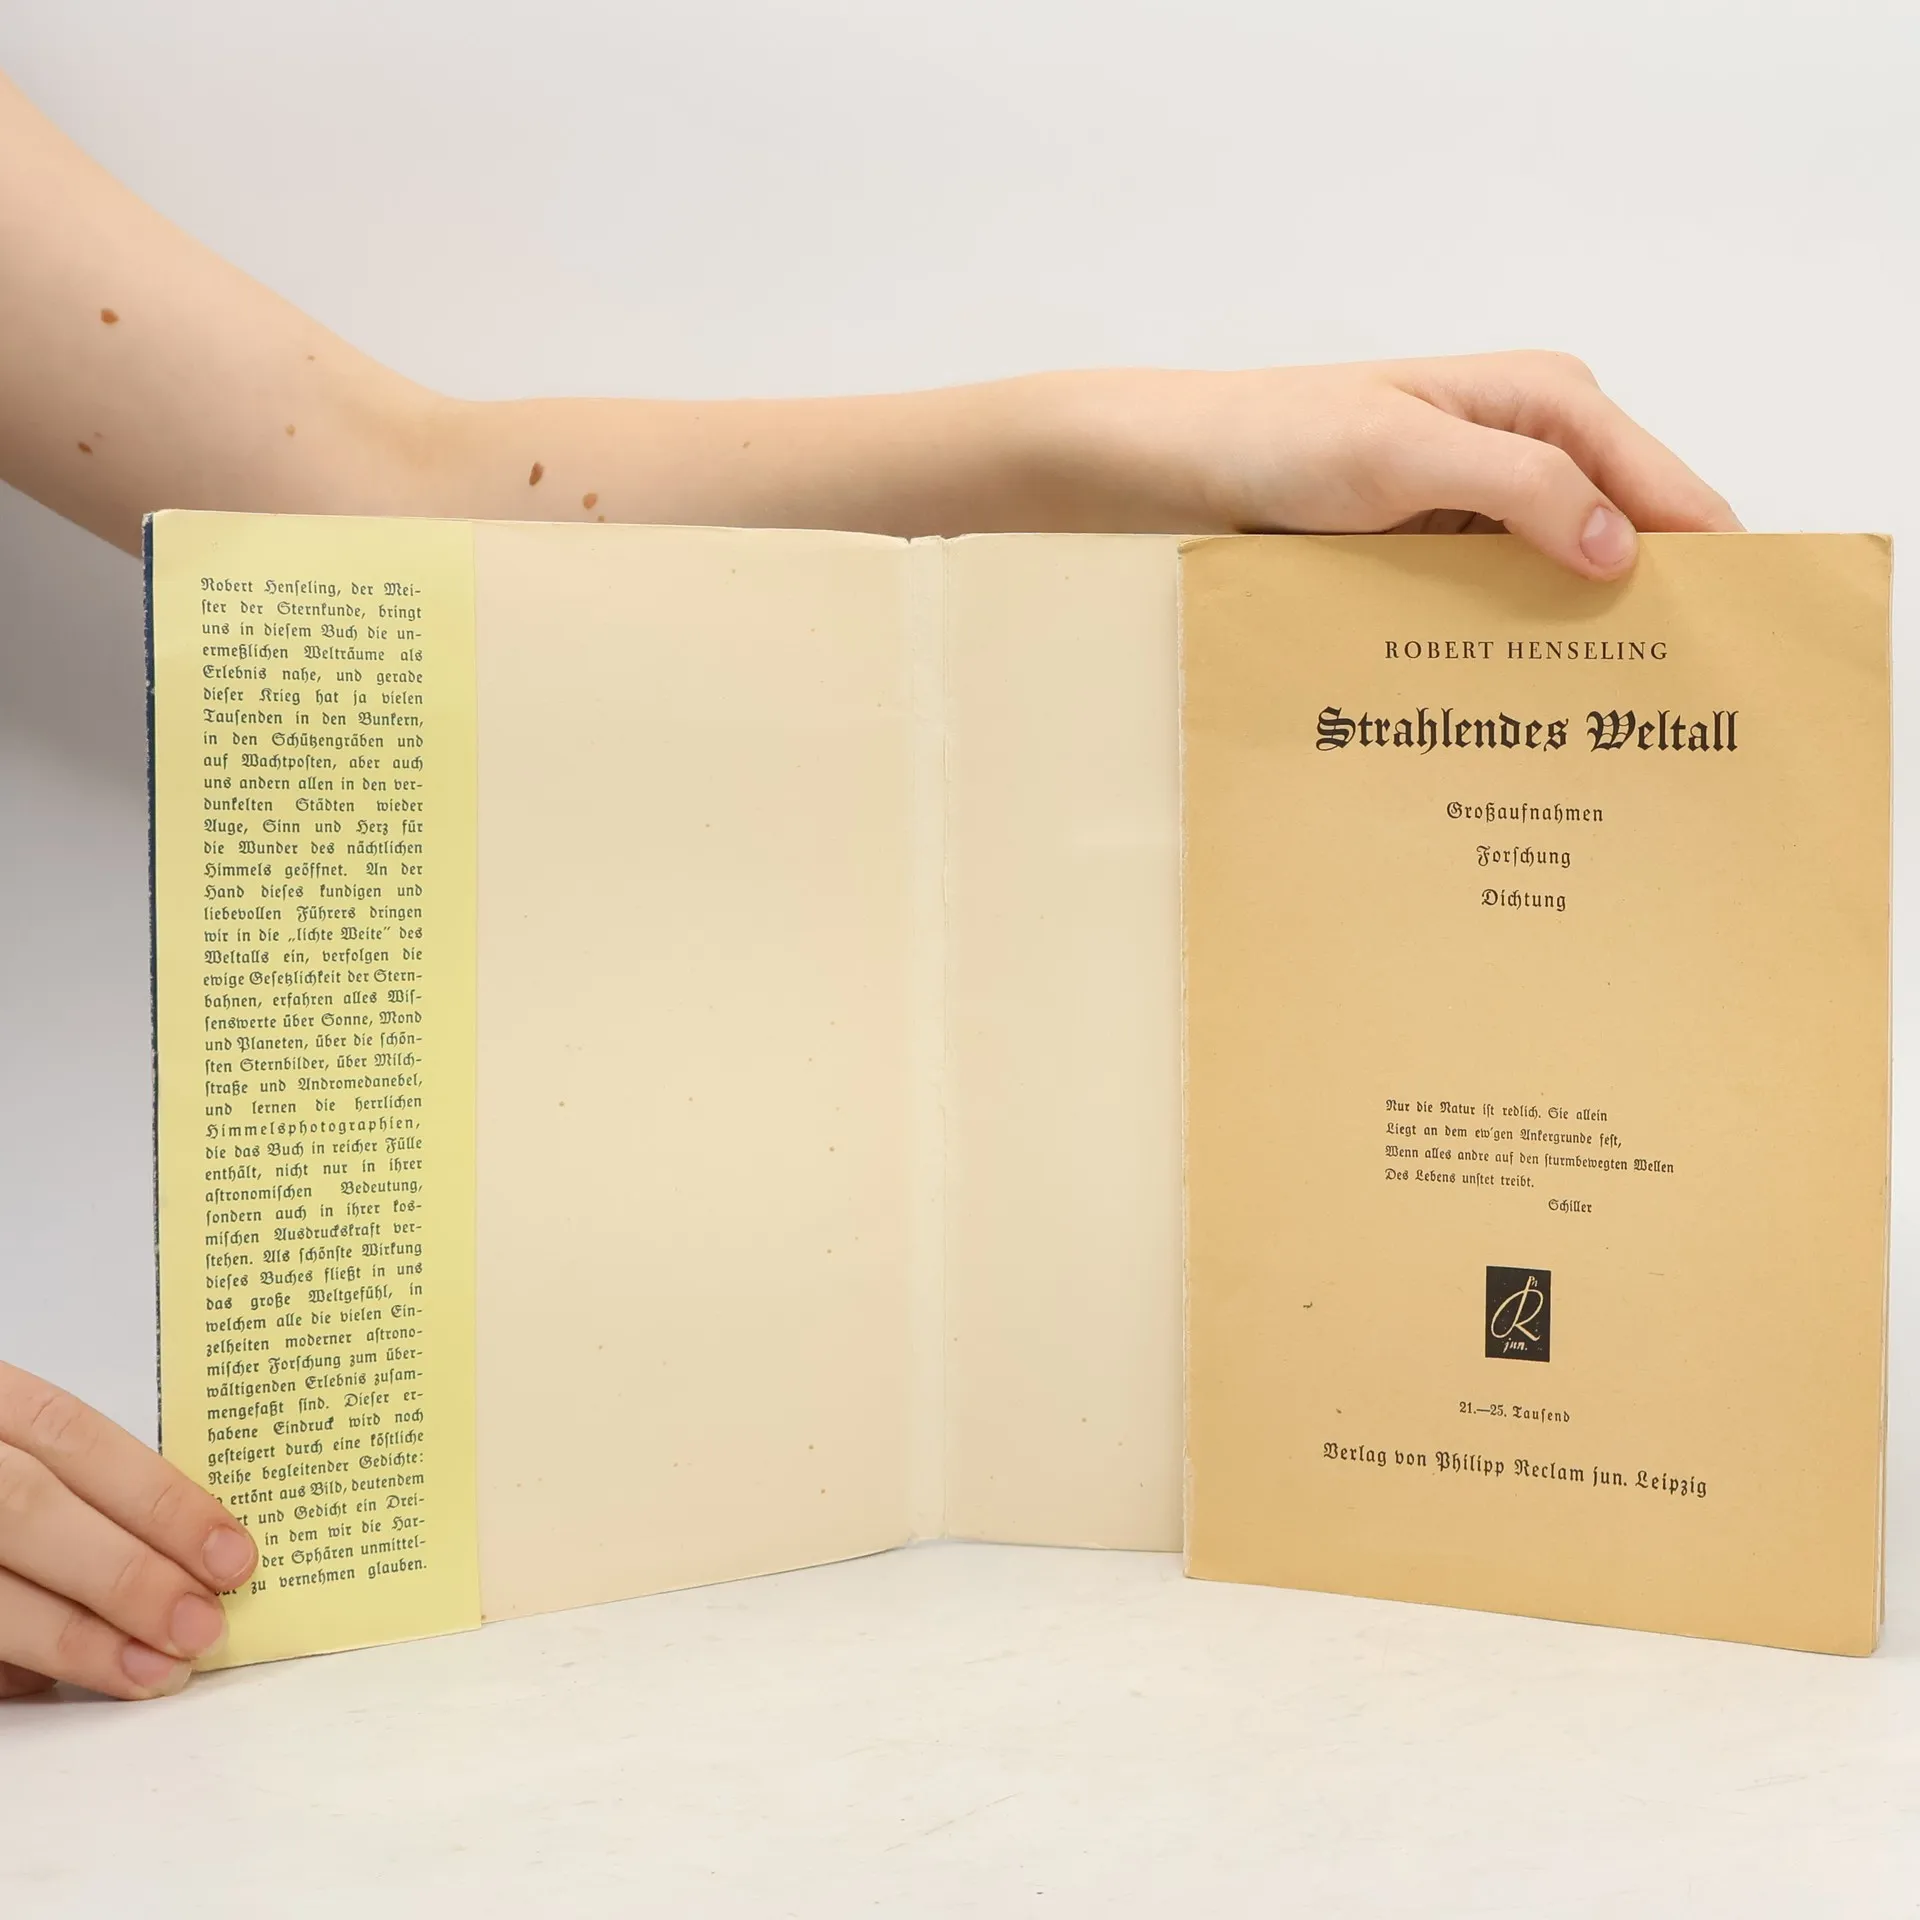 Robert Henseling, der Mei-
ster der Sternkunde, bringt
uns in diesem Buch die un-
ermeßlichen Welträume als
Erlebnis nahe, und gerade
dieser Krieg hat ja vielen
Tausenden in den Bunkern,
in den Schützengräben und
auf Wachtposten, aber auch
uns andern allen in den ver-
dunkelten Städten wieder
Auge, Sinn und Herz für
die Wunder des nächtlichen
Himmels geöffnet. An der
Hand dieses kundigen und
liebevollen Führers dringen
wir in die „lichte Weite" des
Weltalls ein, verfolgen die
ewige Gesetzlichkeit der Stern-
bahnen, erfahren alles Wis-
senswerte über Sonne, Mond
und Planeten, über die schön-
sten Sternbilder, über Milch-
straße und Andromedanebel,
und lernen die herrlichen
Himmelsphotographien,
die das Buch in reicher Fülle
enthält, nicht nur in ihrer
astronomischen Bedeutung,
sondern auch in ihrer kos-
mischen Ausdruckskraft ver-
stehen. Als schönste Wirkung
dieses Buches fließt in uns
das große Weltgefühl, in
welchem alle die vielen Ein-
zelheiten moderner astrono-
mischer Forschung zum über-
wältigenden Erlebnis zusam-
mengefaßt sind. Dieser er-
habene Eindruck wird noch
gesteigert durch eine köstliche
Reihe begleitender Gedichte:
ertönt aus Bild, deutendem
und Gedicht ein Drei-
in dem wir die Har-
der Sphären unmittel-
zu vernehmen glauben.
ROBERT HENSELING
Strahlendes Weltall
Großaufnahmen
Forschung
Dichtung
Nur die Natur ist redlich. Sie allein
Liegt an dem ew'gen Ankergrunde fest,
Wenn alles andre auf den sturmbewegten Wellen
Des Lebens unstet treibt.
Schiller
Ph
R
jun.
21.—25. Tausend
Verlag von Philipp Reclam jun. Leipzig